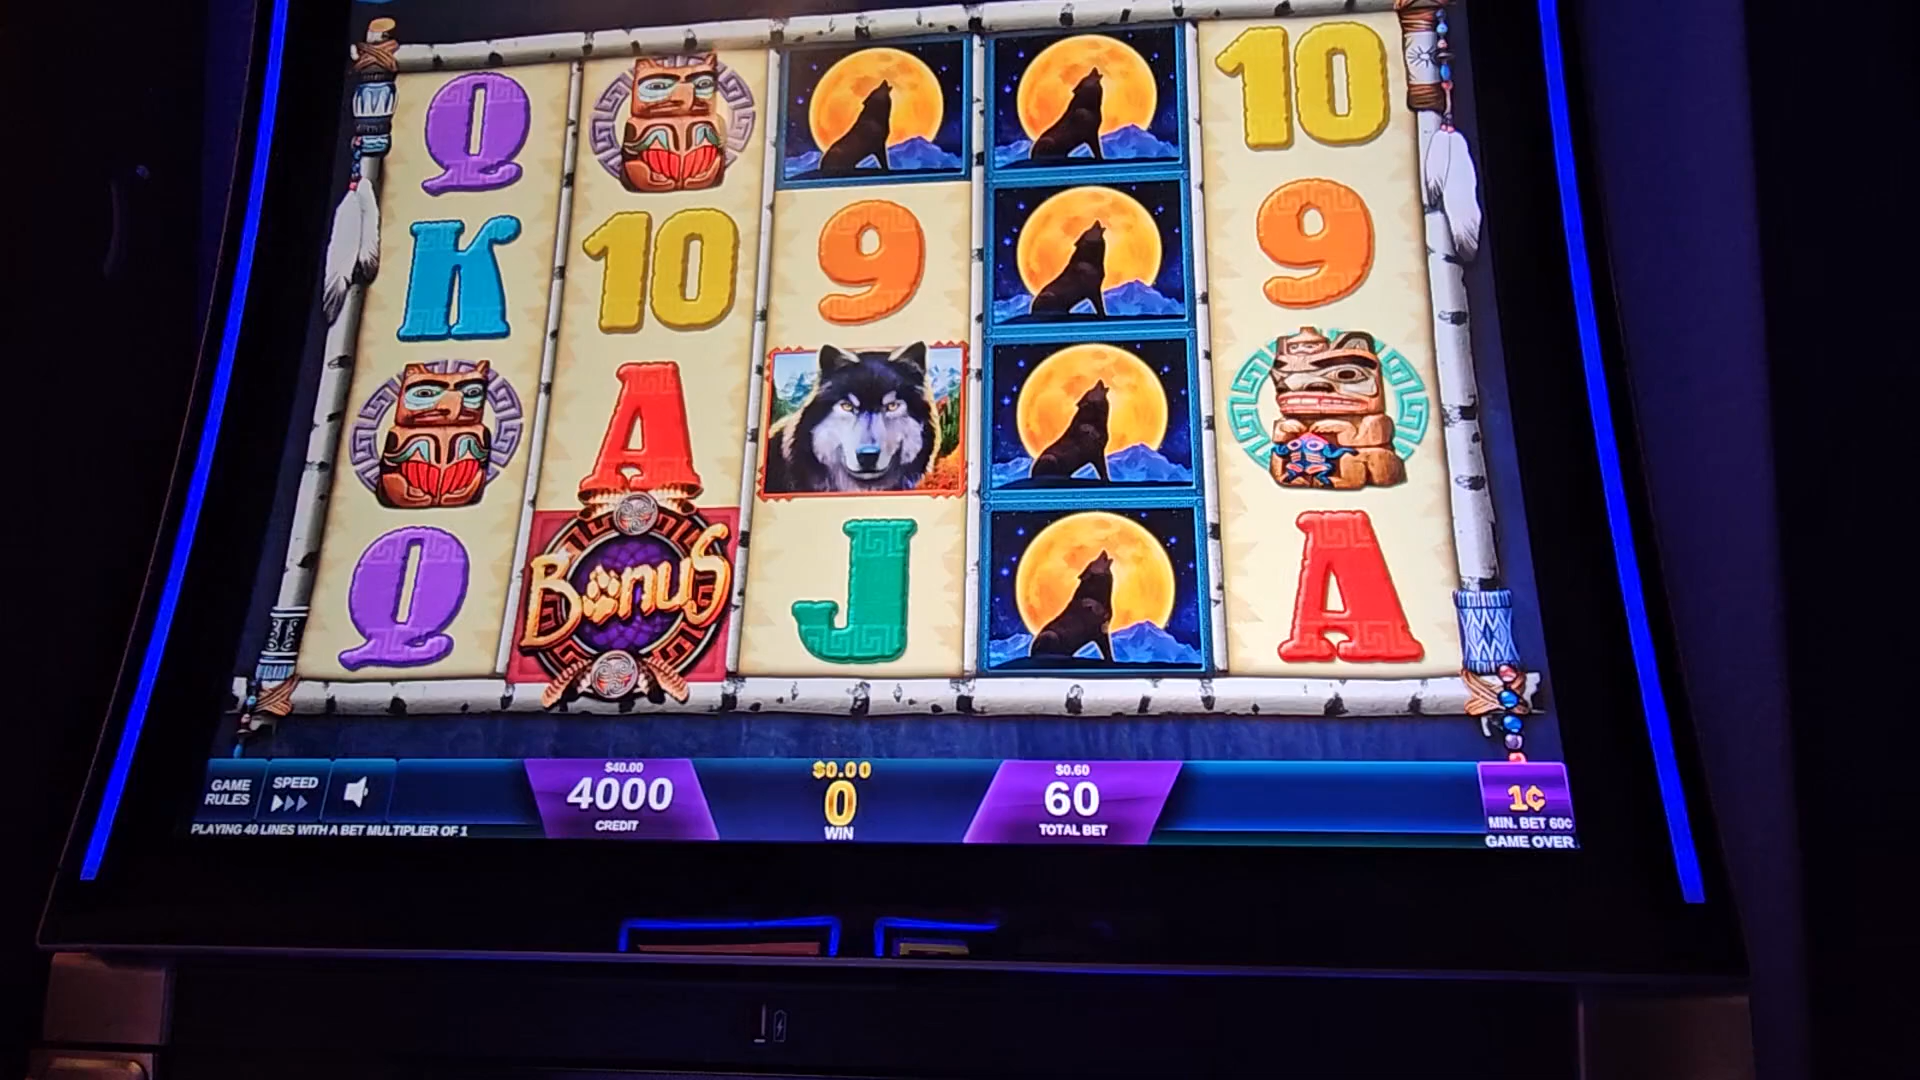 Q 10
K 10 9 9
A
Q Bonus J A
GAME RULES
SPEED
$40.00
4000
CREDIT
$0.00
0
WIN
$0.60
60
TOTAL BET
1¢
MIN. BET 60¢
GAME OVER
PLAYING 40 LINES WITH A BET MULTIPLIER OF 1